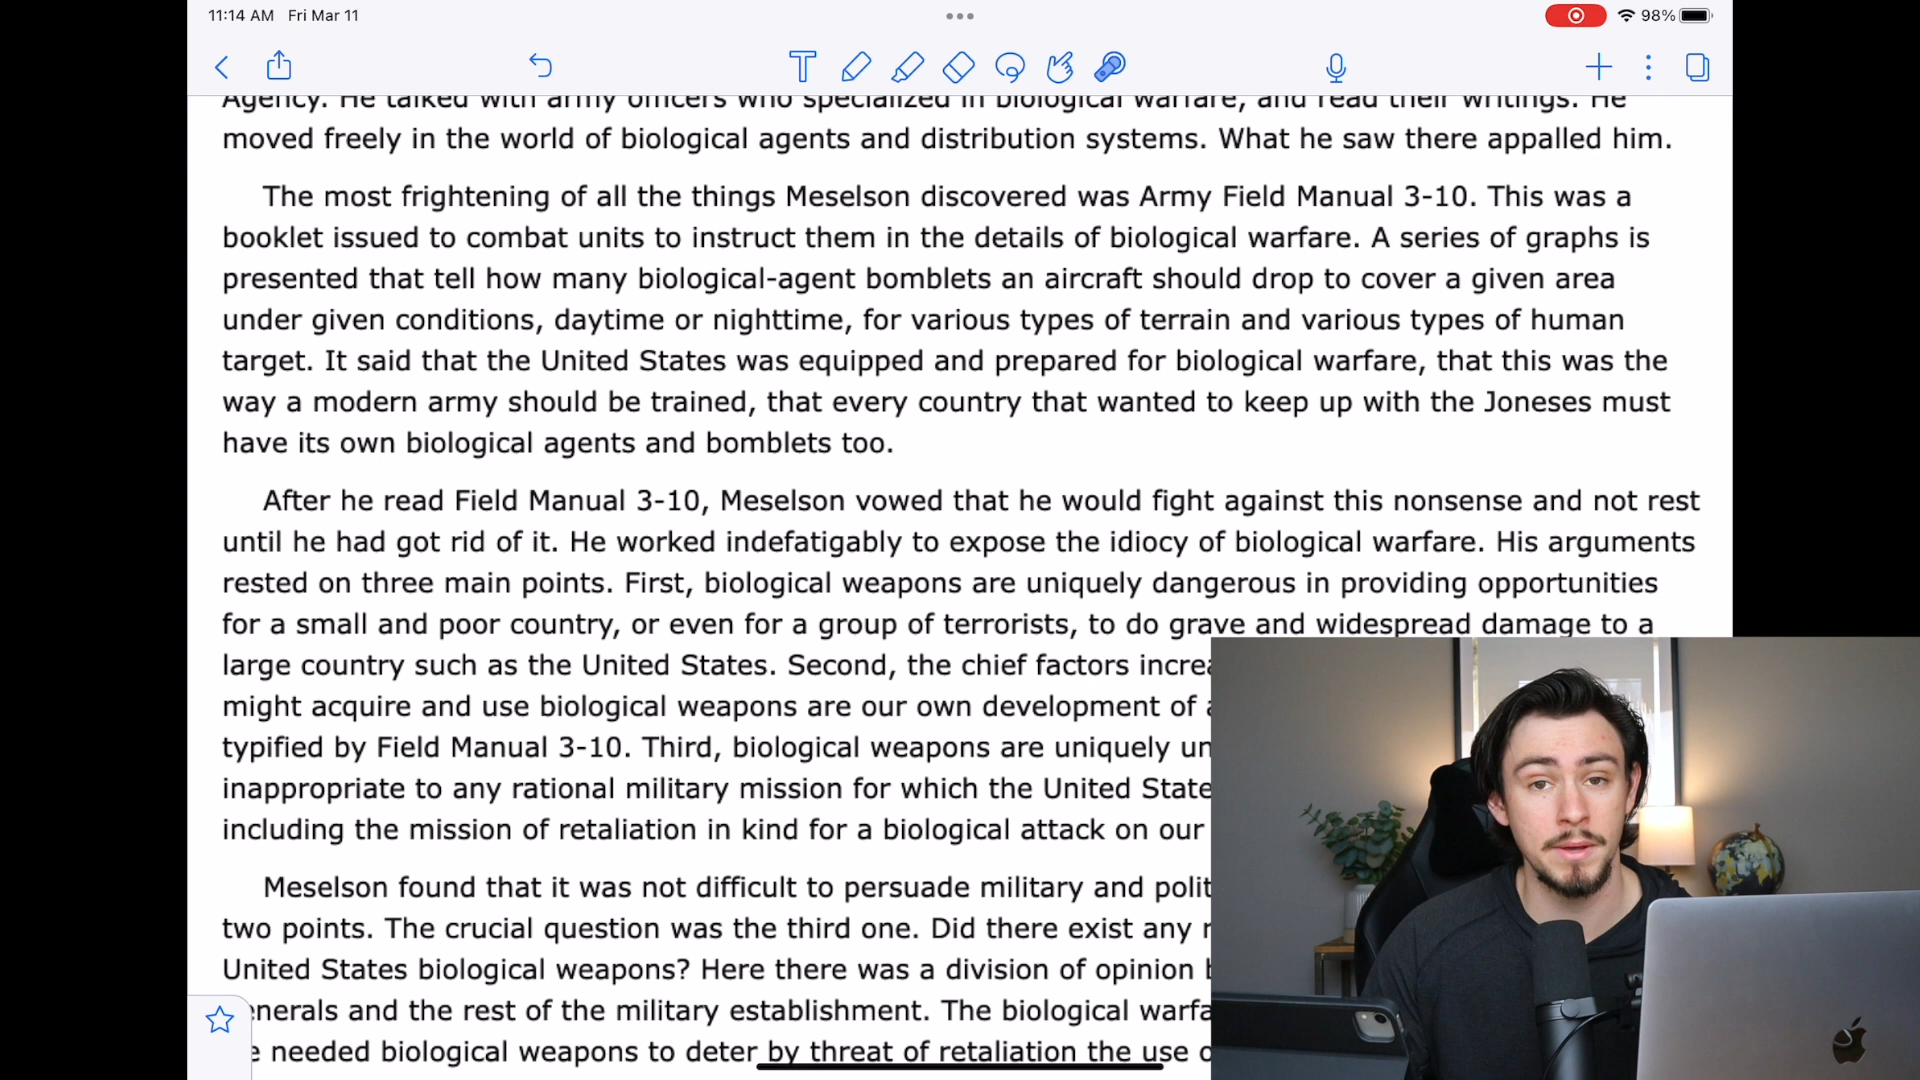 11:14 AM Fri Mar 11
98%
Agency. He talked with army officers who specialized in biological warfare, and read their writings. He
moved freely in the world of biological agents and distribution systems. What he saw there appalled him.
The most frightening of all the things Meselson discovered was Army Field Manual 3-10. This was a
booklet issued to combat units to instruct them in the details of biological warfare. A series of graphs is
presented that tell how many biological-agent bomblets an aircraft should drop to cover a given area
under given conditions, daytime or nighttime, for various types of terrain and various types of human
target. It said that the United States was equipped and prepared for biological warfare, that this was the
way a modern army should be trained, that every country that wanted to keep up with the Joneses must
have its own biological agents and bomblets too.
After he read Field Manual 3-10, Meselson vowed that he would fight against this nonsense and not rest
until he had got rid of it. He worked indefatigably to expose the idiocy of biological warfare. His arguments
rested on three main points. First, biological weapons are uniquely dangerous in providing opportunities
for a small and poor country, or even for a group of terrorists, to do grave and widespread damage to a
large country such as the United States. Second, the chief factors
might acquire and use biological weapons are our own development of
typified by Field Manual 3-10. Third, biological weapons are uniquely
inappropriate to any rational military mission for which the United
including the mission of retaliation in kind for a biological attack on our
Meselson found that it was not difficult to persuade military and
two points. The crucial question was the third one. Did there exist any
United States biological weapons? Here there was a division of opinion
and the rest of the military establishment. The biological
needed biological weapons to deter by threat of retaliation the use